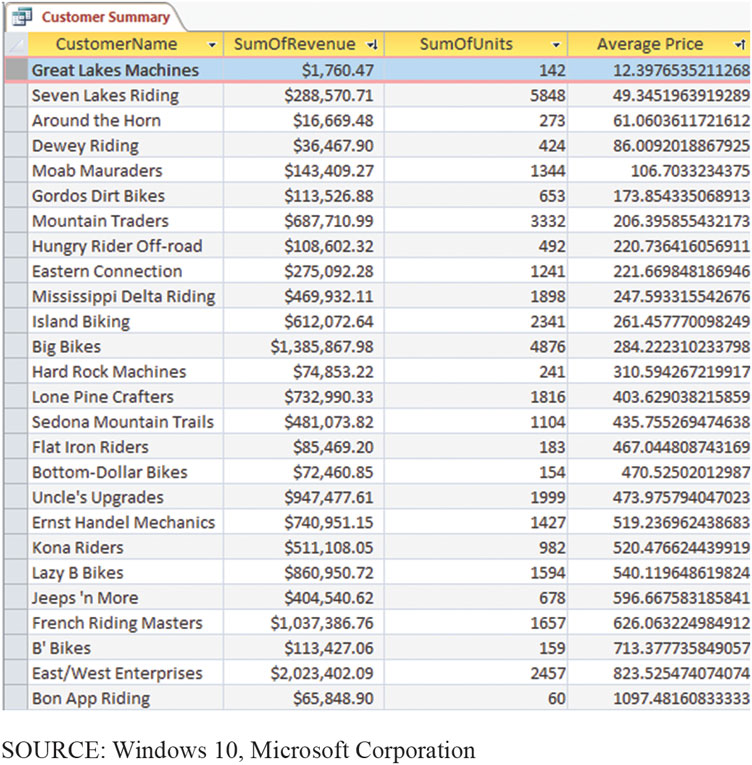 Customer Summary
CustomerName SumOfRevenue SumOfUnits Average Price
Great Lakes Machines $1,760.47 142 12.3976535211268
Seven Lakes Riding $288,570.71 5848 49.3451963919289
Around the Horn $16,669.48 273 61.0603611721612
Dewey Riding $36,467.90 424 86.0092018867925
Moab Mauraders $143,409.27 1344 106.7033234375
Gordos Dirt Bikes $113,526.88 653 173.854335068913
Mountain Traders $687,710.99 3332 206.395855432173
Hungry Rider Off-road $108,602.32 492 220.736416056911
Eastern Connection $275,092.28 1241 221.669848186946
Mississippi Delta Riding $469,932.11 1898 247.593315542676
Island Biking $612,072.64 2341 261.457770098249
Big Bikes $1,385,867.98 4876 284.222310233798
Hard Rock Machines $74,853.22 241 310.594267219917
Lone Pine Crafters $732,990.33 1816 403.629038215859
Sedona Mountain Trails $481,073.82 1104 435.755269474638
Flat Iron Riders $85,469.20 183 467.044808743169
Bottom-Dollar Bikes $72,460.85 154 470.52502012987
Uncle's Upgrades $947,477.61 1999 473.975794047023
Ernst Handel Mechanics $740,951.15 1427 519.236962438683
Kona Riders $511,108.05 982 520.476624439919
Lazy B Bikes $860,950.72 1594 540.119648619824
Jeeps 'n More $404,540.62 678 596.667583185841
French Riding Masters $1,037,386.76 1657 626.063224984912
B' Bikes $113,427.06 159 713.377735849057
East/West Enterprises $2,023,402.09 2457 823.525474074074
Bon App Riding $65,848.90 60 1097.48160833333
SOURCE: Windows 10, Microsoft Corporation